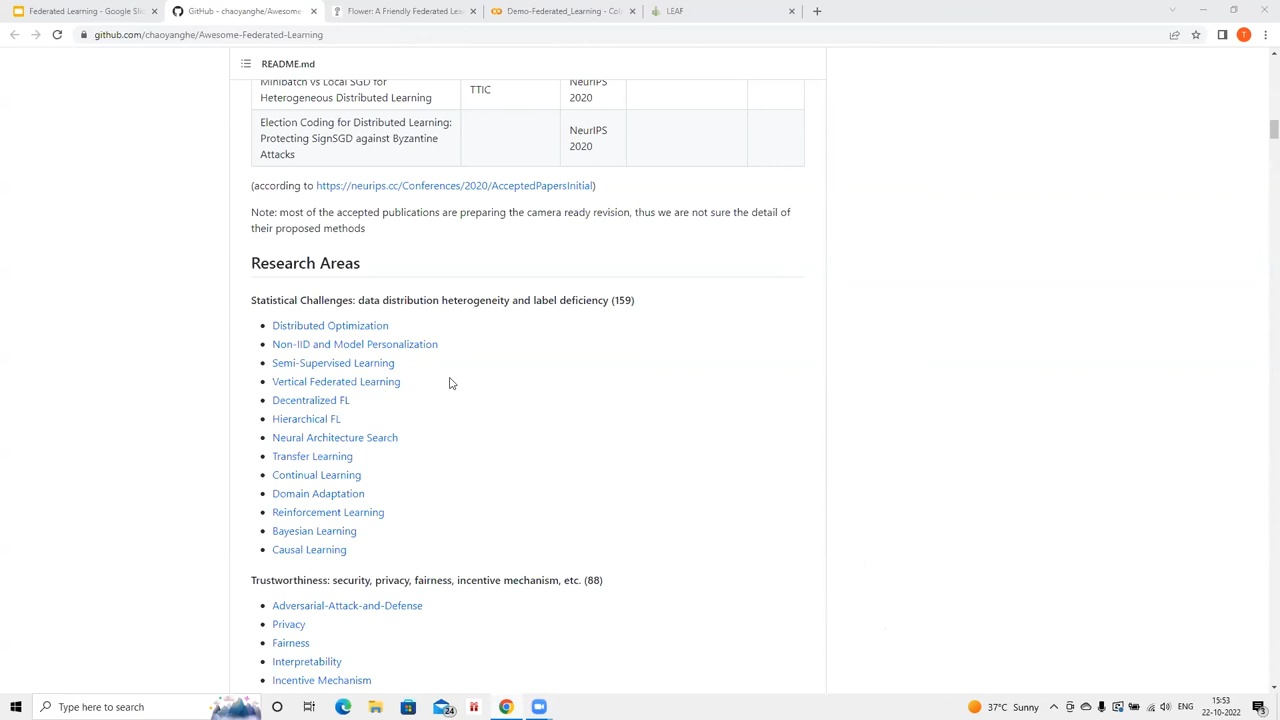 Federated Learning - Google Slic
GitHub - chaoyanghe/Awesome-
Flower: A Friendly Federated Lea
Demo-Federated_Learning - Col
LEAF
github.com/chaoyanghe/Awesome-Federated-Learning
T
README.md
Minibatch vs Local SGD for
Heterogeneous Distributed Learning
TTIC
NeurIPS
2020
Election Coding for Distributed Learning:
Protecting SignSGD against Byzantine
Attacks
NeurIPS
2020
(according to https://neurips.cc/Conferences/2020/AcceptedPapersInitial)
Note: most of the accepted publications are preparing the camera ready revision, thus we are not sure the detail of
their proposed methods
Research Areas
Statistical Challenges: data distribution heterogeneity and label deficiency (159)
Distributed Optimization
Non-IID and Model Personalization
Semi-Supervised Learning
Vertical Federated Learning
Decentralized FL
Hierarchical FL
Neural Architecture Search
Transfer Learning
Continual Learning
Domain Adaptation
Reinforcement Learning
Bayesian Learning
Causal Learning
Trustworthiness: security, privacy, fairness, incentive mechanism, etc. (88)
Adversarial-Attack-and-Defense
Privacy
Fairness
Interpretability
Incentive Mechanism
Type here to search
24
37°C Sunny
ENG
15:53
22-10-2022
3